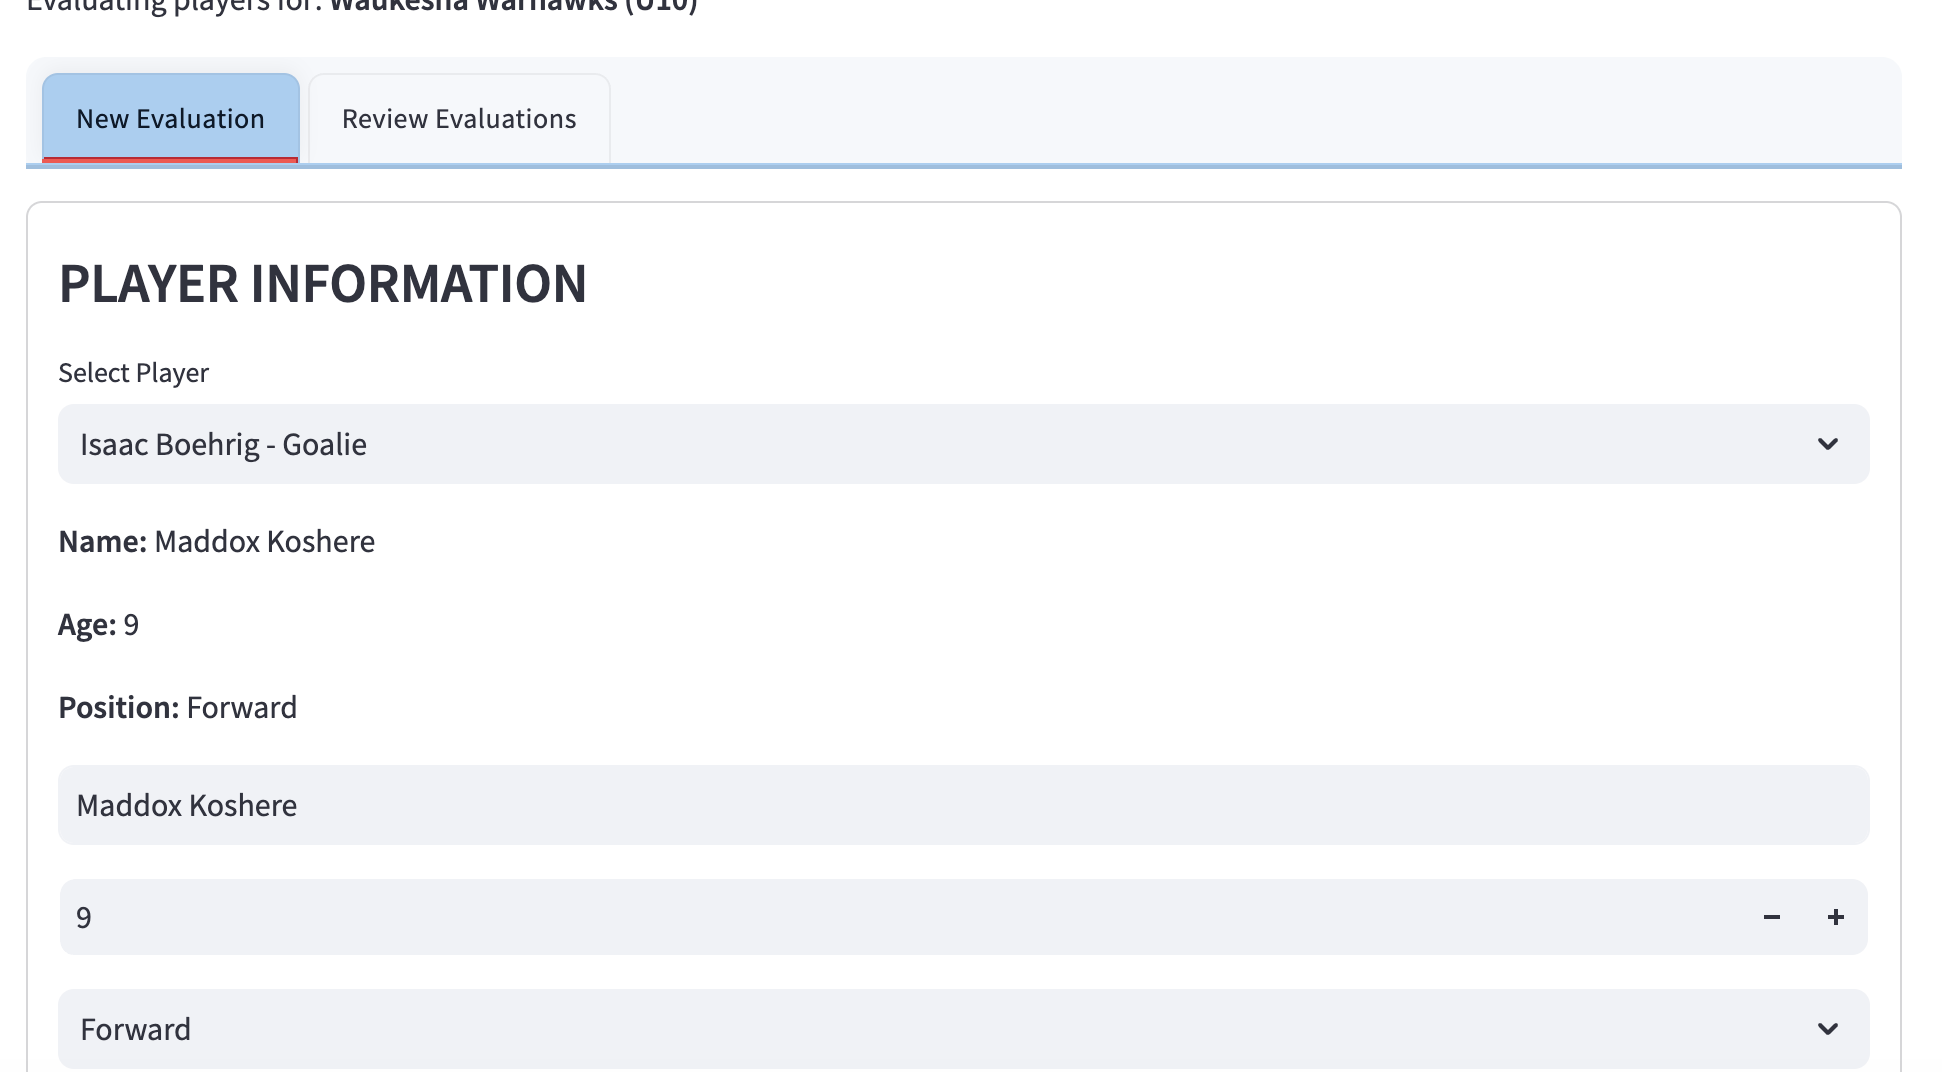 Evaluating players for: Waukesha Warhawks (U10)
New Evaluation
Review Evaluations
PLAYER INFORMATION
Select Player
Isaac Boehrig - Goalie
Name: Maddox Koshere
Age: 9
Position: Forward
Maddox Koshere
9
Forward